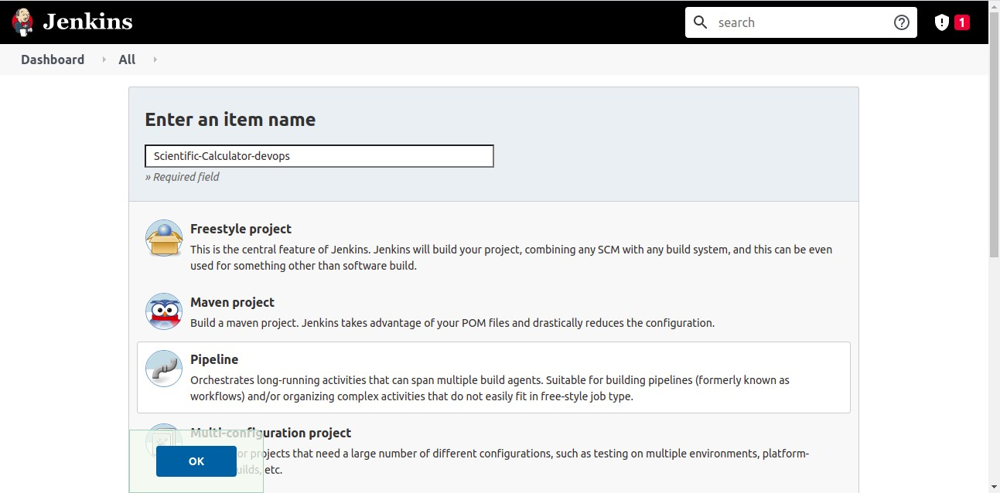 Jenkins
search
1
Dashboard
All
Enter an item name
Scientific-Calculator-devops
» Required field
Freestyle project
This is the central feature of Jenkins. Jenkins will build your project, combining any SCM with any build system, and this can be even
used for something other than software build.
Maven project
Build a maven project. Jenkins takes advantage of your POM files and drastically reduces the configuration.
Pipeline
Orchestrates long-running activities that can span multiple build agents. Suitable for building pipelines (formerly known as
workflows) and/or organizing complex activities that do not easily fit in free-style job type.
Multi-configuration project
or projects that need a large number of different configurations, such as testing on multiple environments, platform-
uilds, etc.
OK